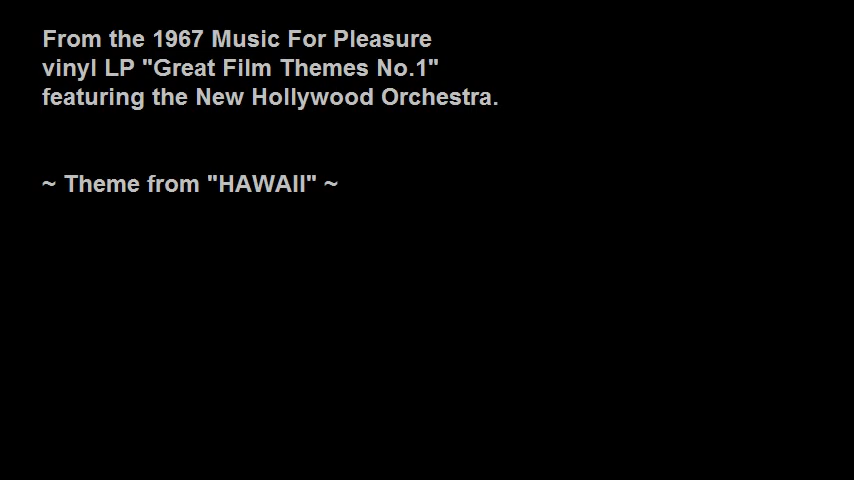 From the 1967 Music For Pleasure
vinyl LP "Great Film Themes No.1"
featuring the New Hollywood Orchestra.
~ Theme from "HAWAII" ~